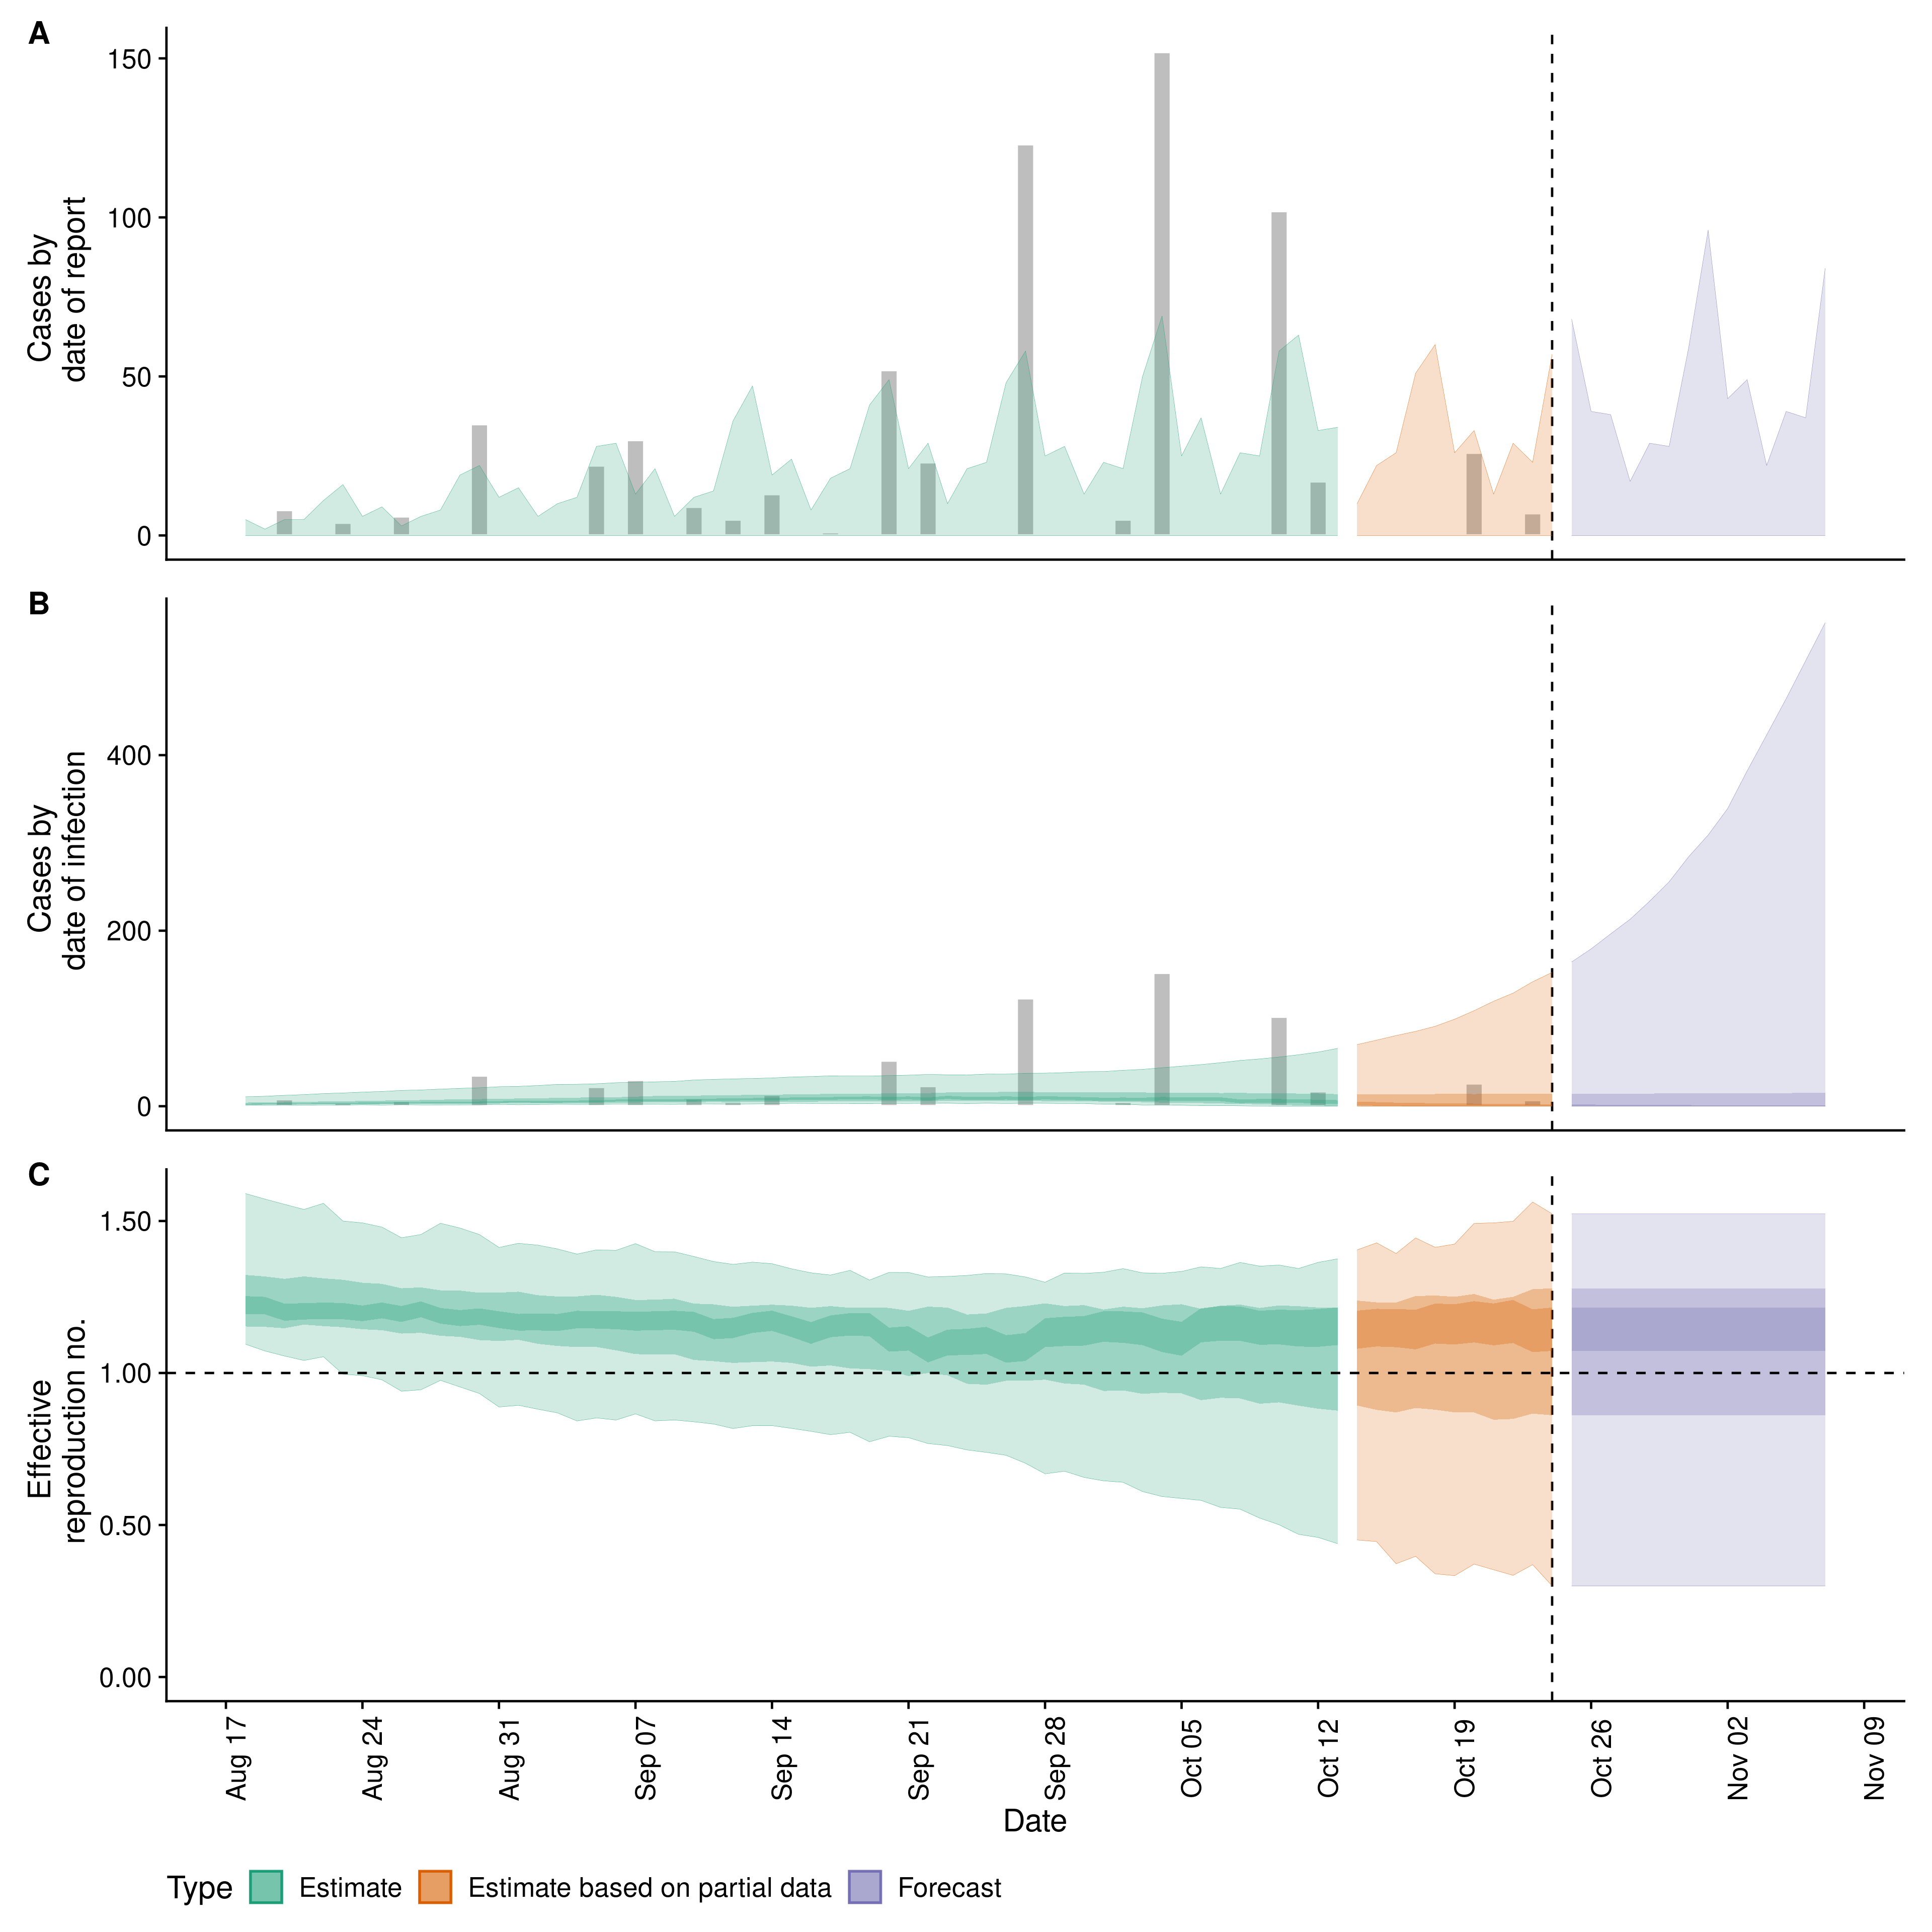 A
Cases by
date of report
150
100
50
0
B
Cases by
date of infection
400
200
0
C
Effective
reproduction no.
1.50
1.00
0.50
0.00
Aug 17
Aug 24
Aug 31
Sep 07
Sep 14
Sep 21
Sep 28
Oct 05
Oct 12
Oct 19
Oct 26
Nov 02
Nov 09
Date
Type Estimate Estimate based on partial data Forecast